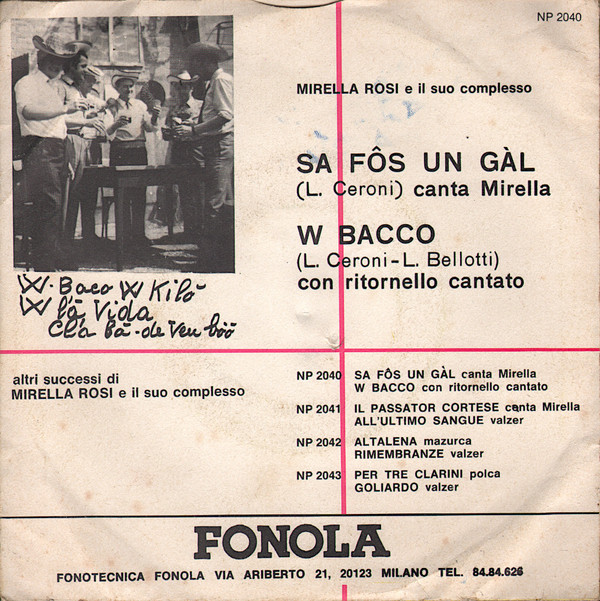 NP 2040
MIRELLA ROSI e il suo complesso
SA FÔS UN GÀL
(L. Ceroni) canta Mirella
W BACCO
(L. Ceroni - L. Bellotti)
con ritornello cantato
W. Baco W Kilo
W la Vida
altri successi di
MIRELLA ROSI e il suo complesso
NP 2040 SA FÔS UN GÀL canta Mirella
W BACCO con ritornello cantato
NP 2041 IL PASSATOR CORTESE canta Mirella
ALL'ULTIMO SANGUE valzer
NP 2042 ALTALENA mazurca
RIMEMBRANZE valzer
NP 2043 PER TRE CLARINI polca
GOLIARDO valzer
FONOLA
FONOTECNICA FONOLA VIA ARIBERTO 21, 20123 MILANO TEL. 84.84.626